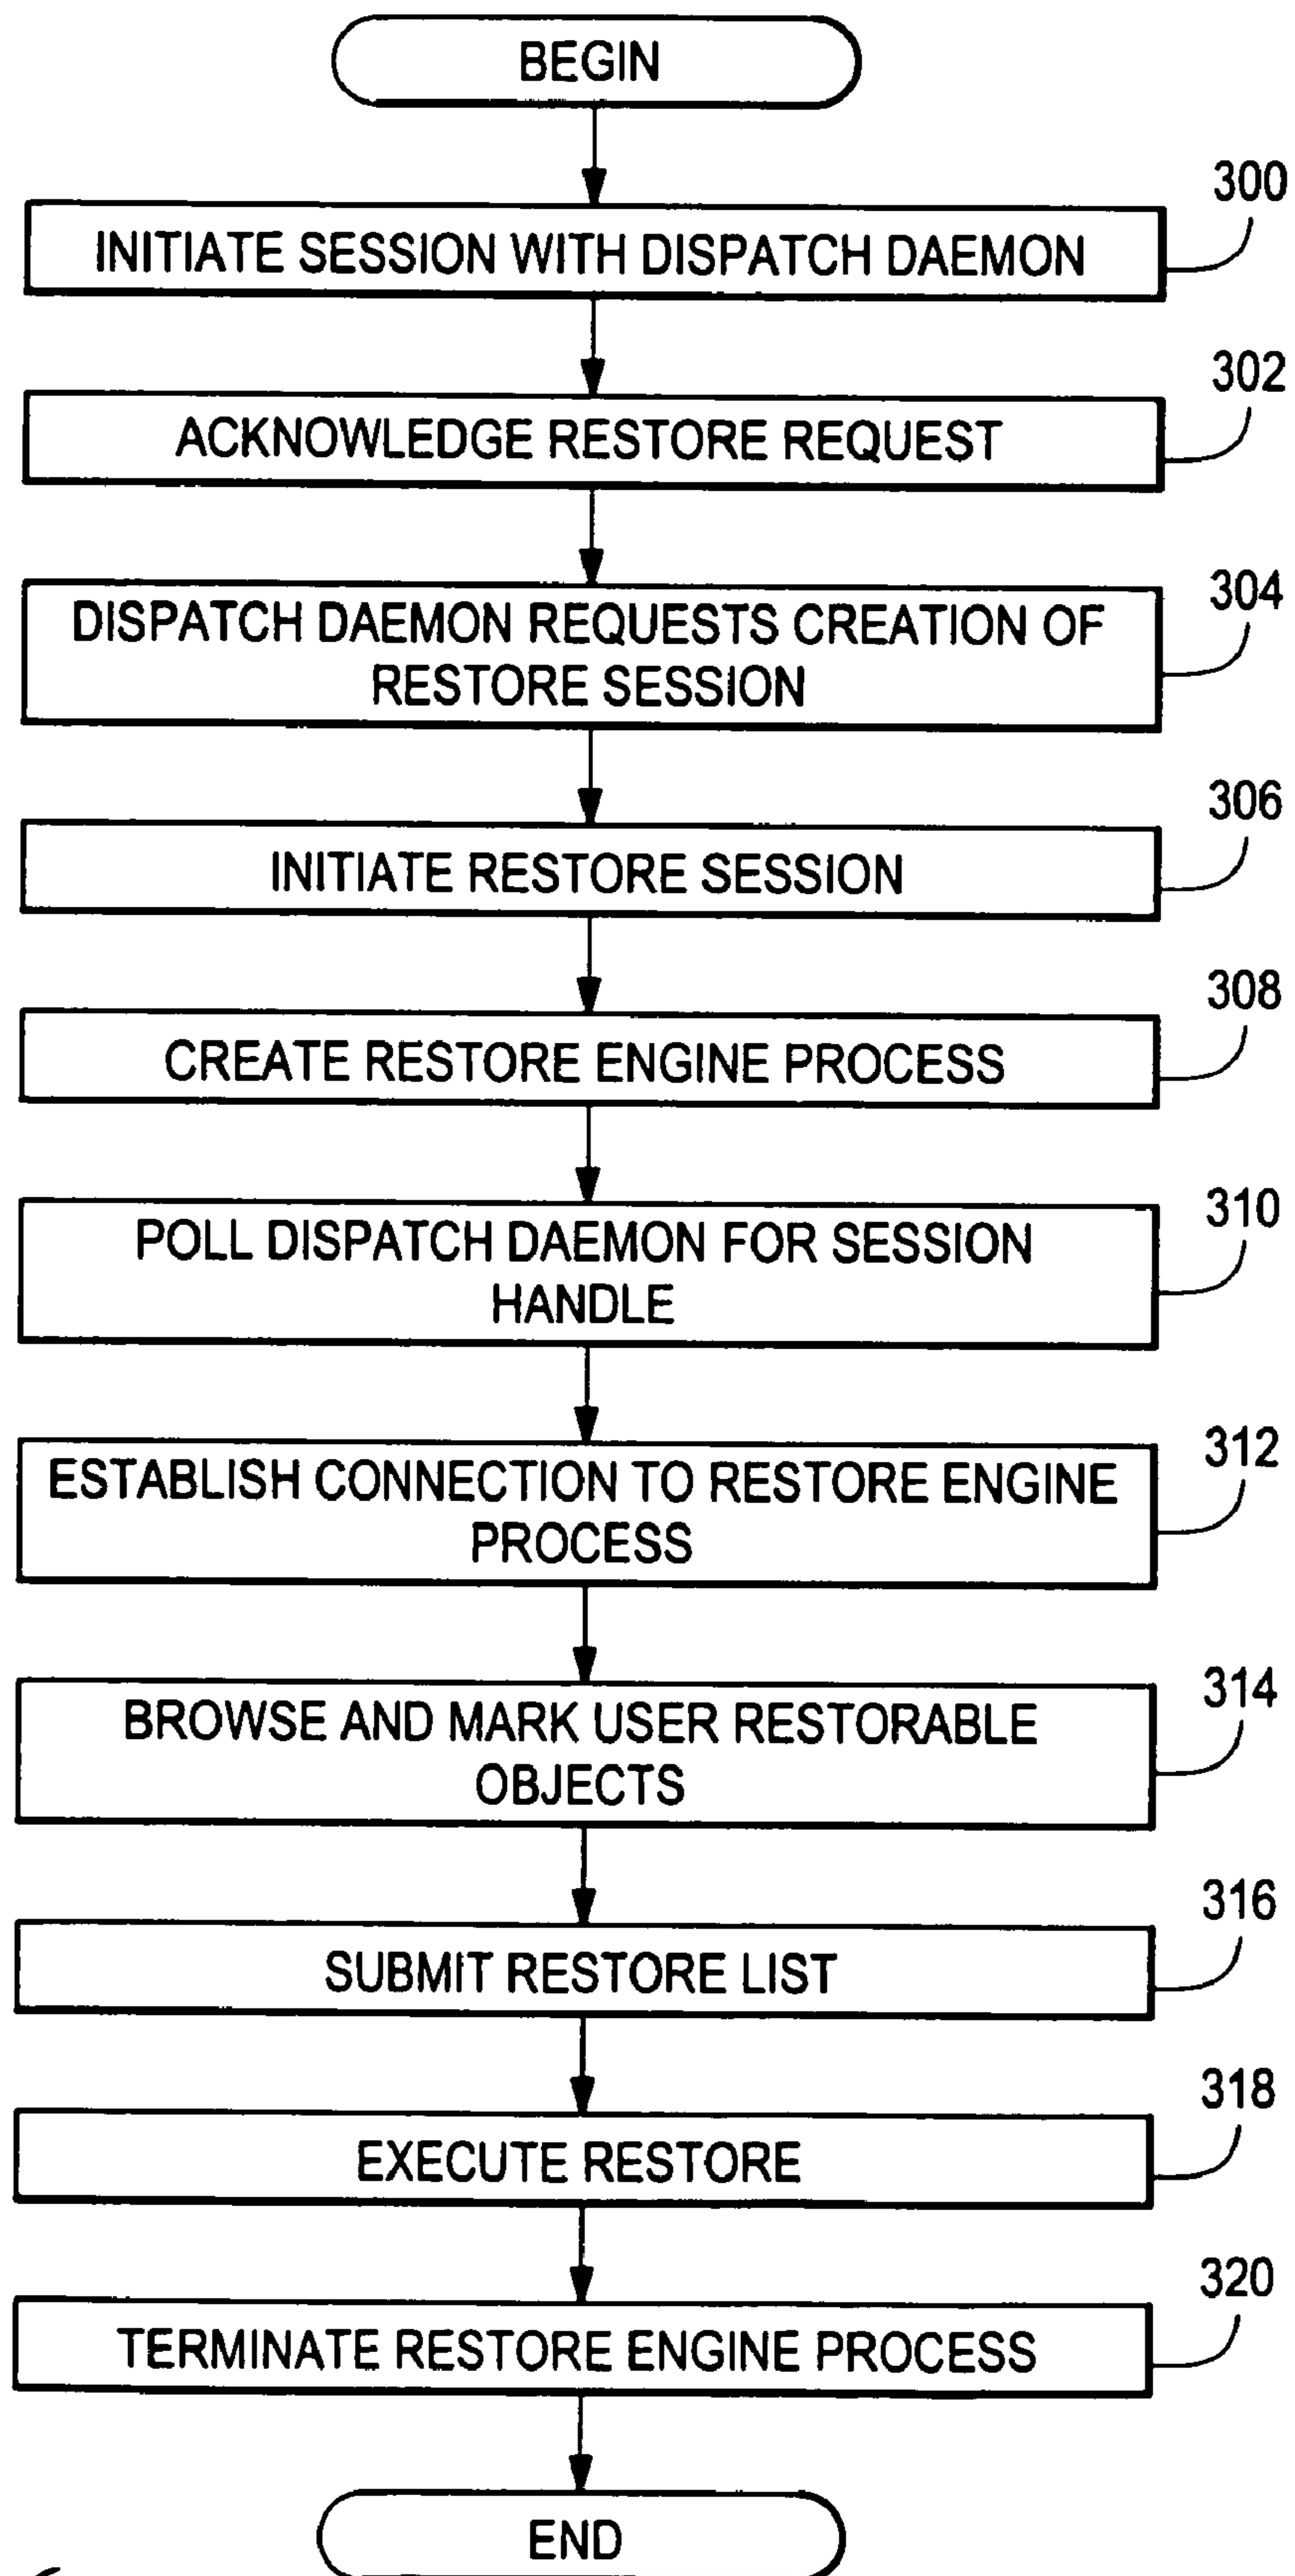 BEGIN
300
INITIATE SESSION WITH DISPATCH DAEMON
302
ACKNOWLEDGE RESTORE REQUEST
304
DISPATCH DAEMON REQUESTS CREATION OF
RESTORE SESSION
306
INITIATE RESTORE SESSION
308
CREATE RESTORE ENGINE PROCESS
310
POLL DISPATCH DAEMON FOR SESSION
HANDLE
312
ESTABLISH CONNECTION TO RESTORE ENGINE
PROCESS
314
BROWSE AND MARK USER RESTORABLE
OBJECTS
316
SUBMIT RESTORE LIST
318
EXECUTE RESTORE
320
TERMINATE RESTORE ENGINE PROCESS
END